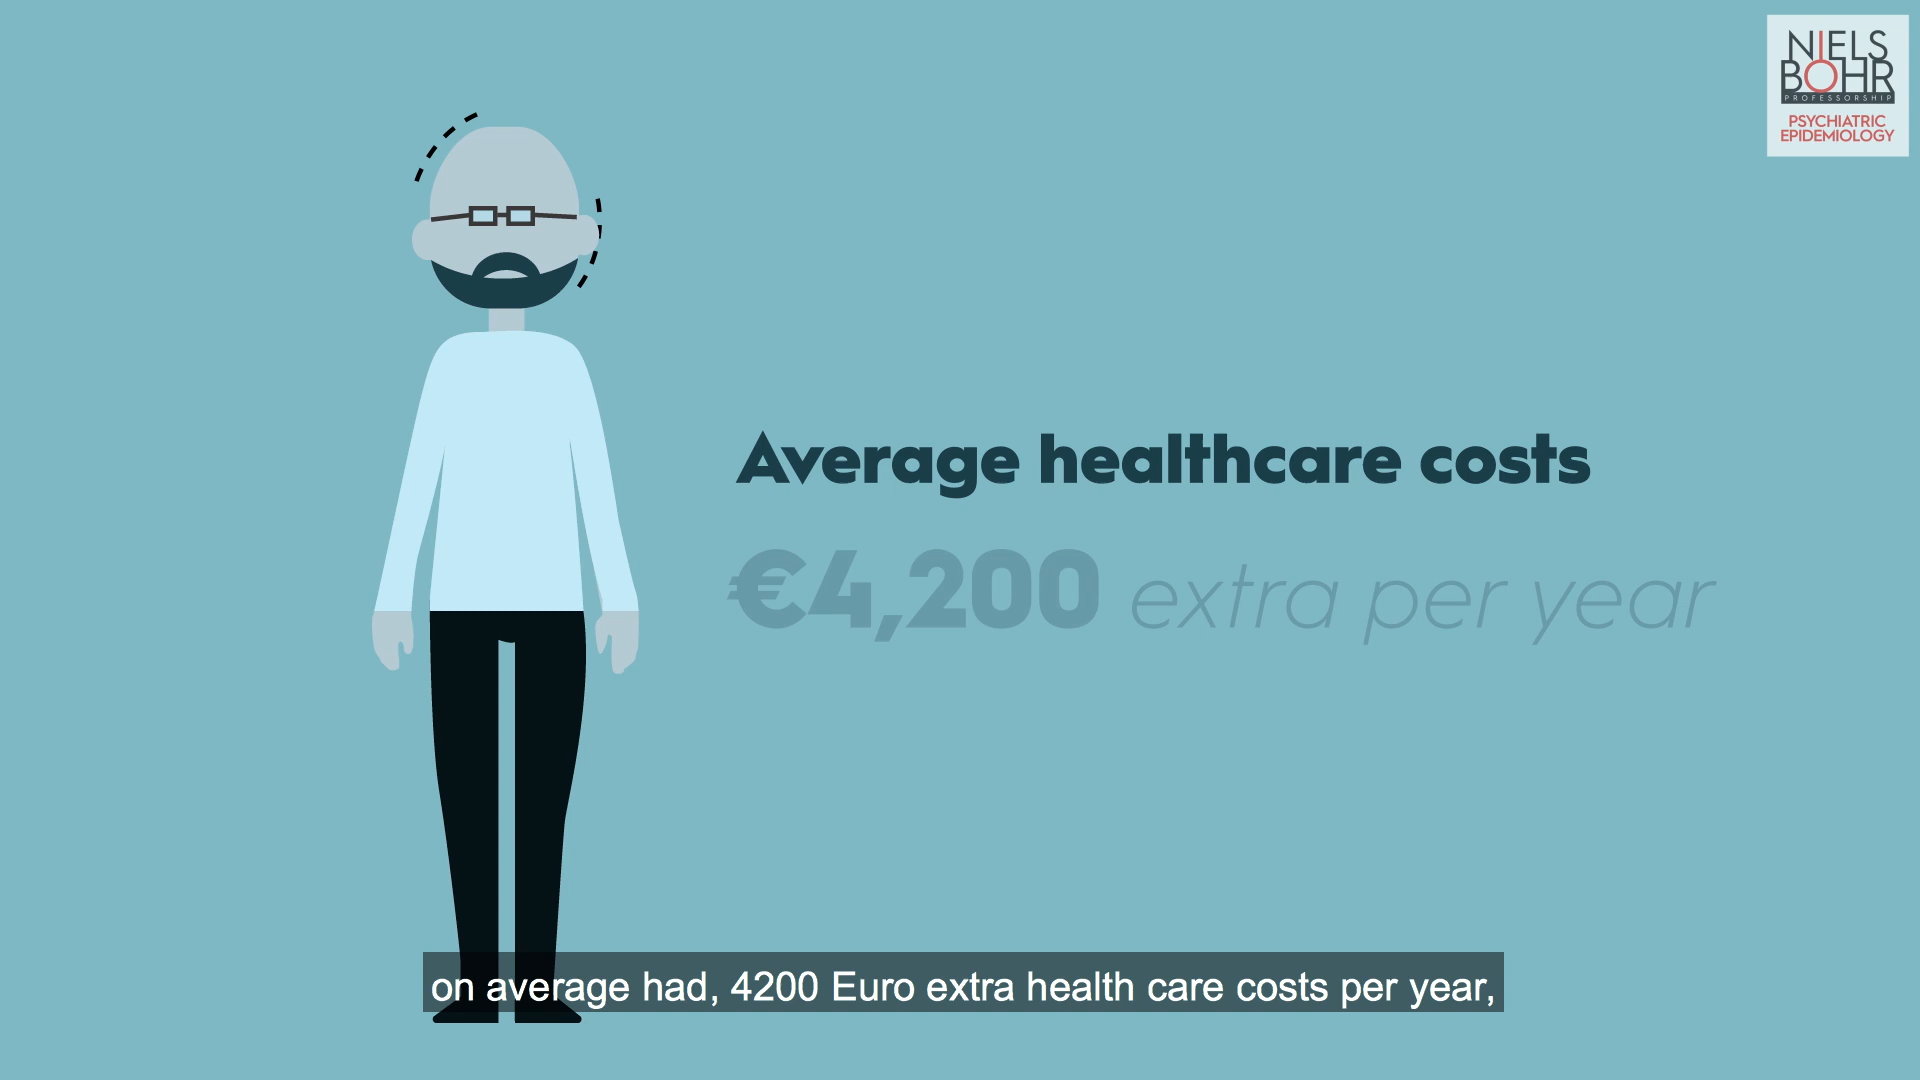 NIELS
BOHR
PROFESSORSHIP
PSYCHIATRIC
EPIDEMIOLOGY
Average healthcare costs
€4,200 extra per year
on average had, 4200 Euro extra health care costs per year,